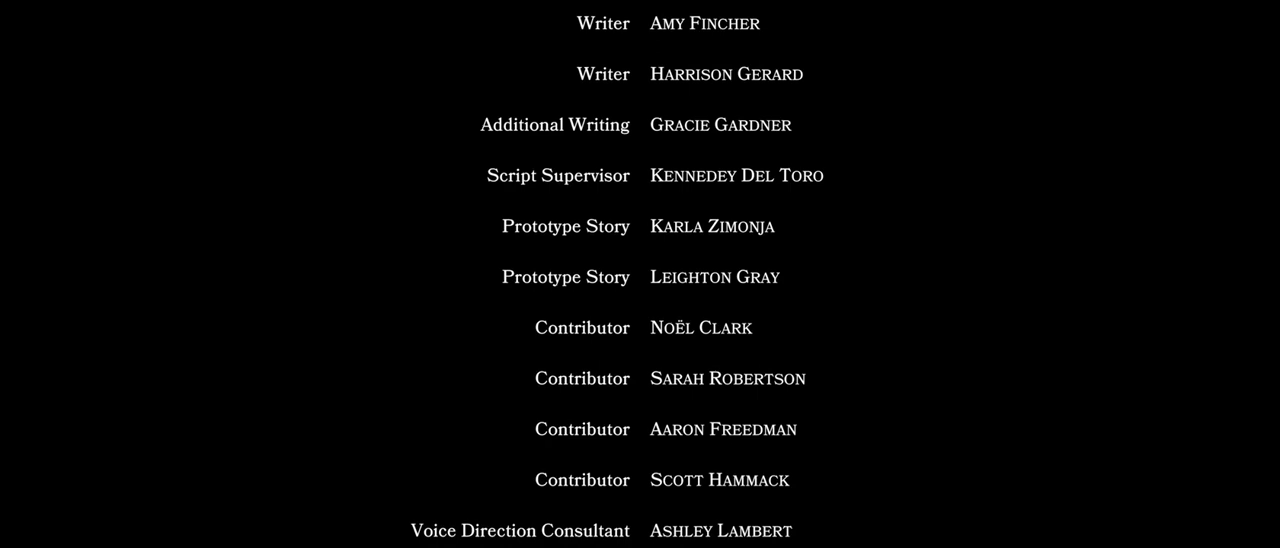 Writer AMY FINCHER
Writer HARRISON GERARD
Additional Writing GRACIE GARDNER
Script Supervisor KENNEDEY DEL TORO
Prototype Story KARLA ZIMONJA
Prototype Story LEIGHTON GRAY
Contributor NOËL CLARK
Contributor SARAH ROBERTSON
Contributor AARON FREEDMAN
Contributor SCOTT HAMMACK
Voice Direction Consultant ASHLEY LAMBERT